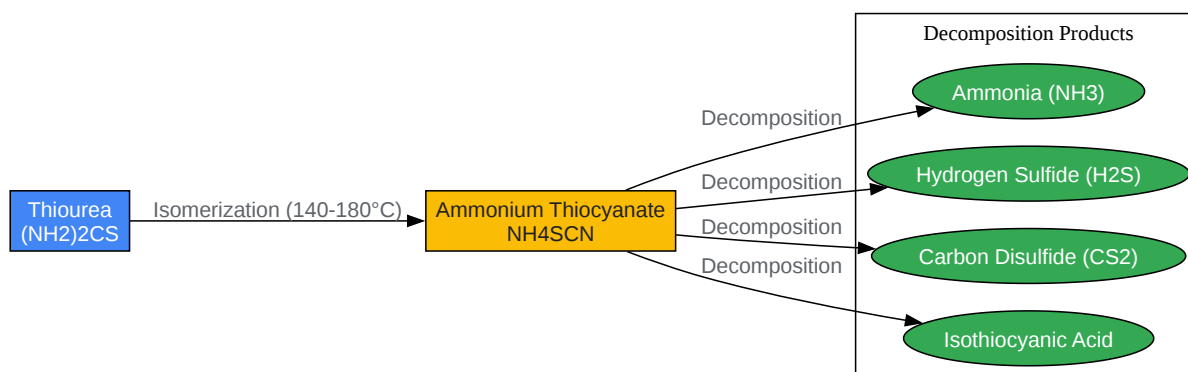 Decomposition Products
Ammonia (NH3)
Decomposition
Hydrogen Sulfide (H2S)
Decomposition
Thiourea
(NH2)2CS
Isomerization (140-180°C)
Ammonium Thiocyanate
NH4SCN
Decomposition
Carbon Disulfide (CS2)
Decomposition
Isothiocyanic Acid